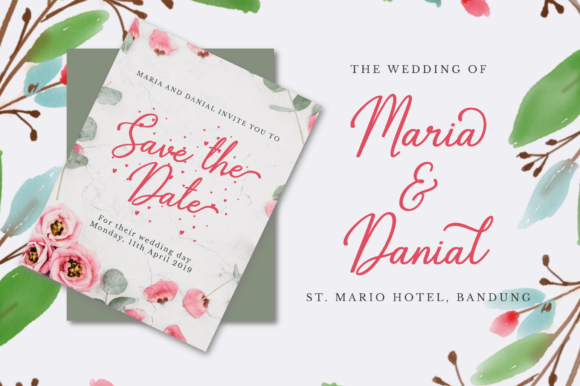 MARIA AND DANIAL INVITE YOU TO
Save the
Date
For their wedding day
Monday, 11th April 2019
THE WEDDING OF
Maria
&
Danial
ST. MARIO HOTEL, BANDUNG